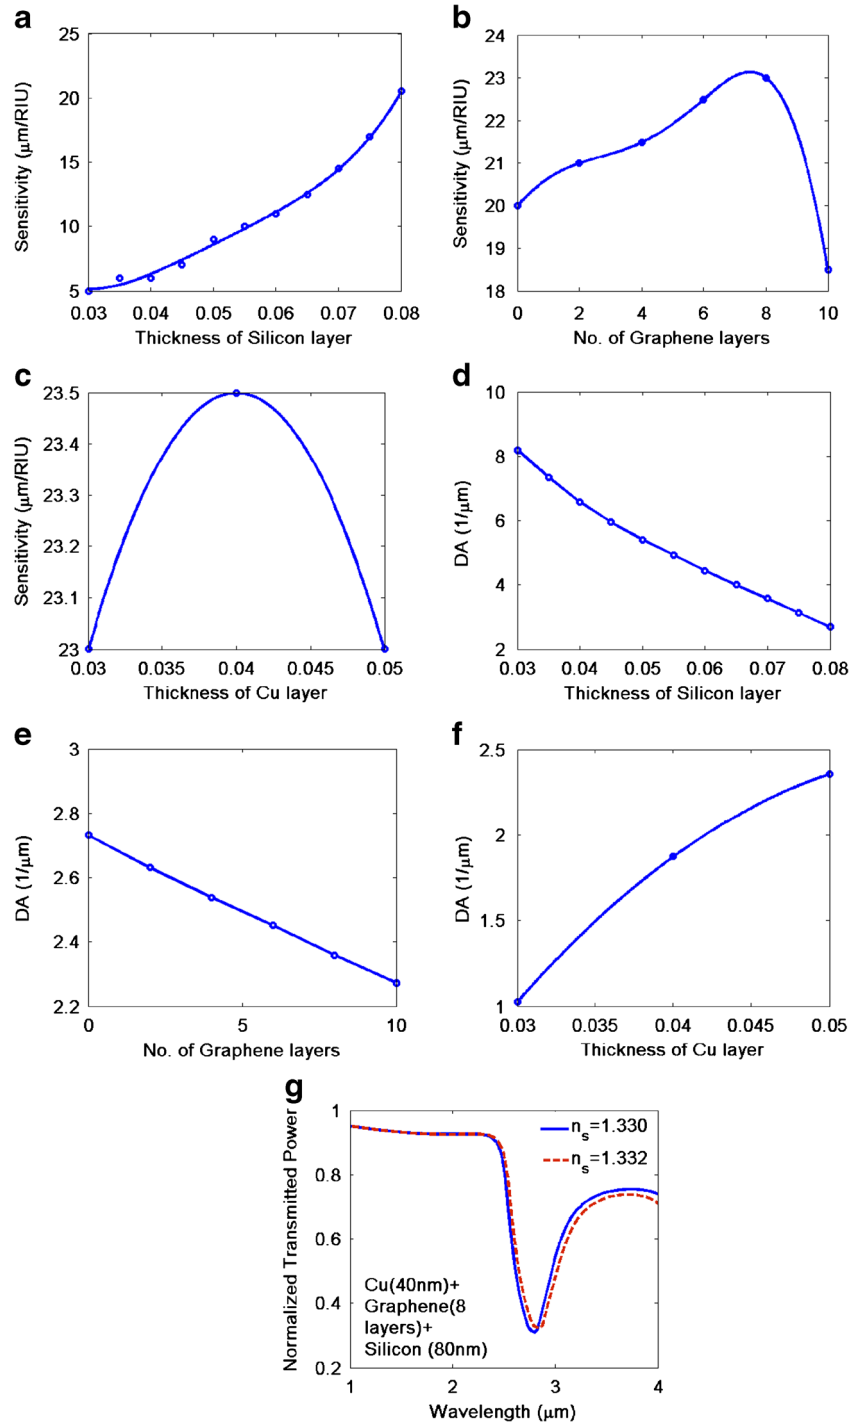 a
Sensitivity (μm/RIU)
25
20
15
10
5
0.03 0.04 0.05 0.06 0.07 0.08
Thickness of Silicon layer
b
Sensitivity (μm/RIU)
24
23
22
21
20
19
18
0 2 4 6 8 10
No. of Graphene layers
c
Sensitivity (μm/RIU)
23.5
23.4
23.3
23.2
23.1
23
0.03 0.035 0.04 0.045 0.05
Thickness of Cu layer
d
DA (1/μm)
10
8
6
4
2
0.03 0.04 0.05 0.06 0.07 0.08
Thickness of Silicon layer
e
DA (1/μm)
3
2.8
2.6
2.4
2.2
0 5 10
No. of Graphene layers
f
DA (1/μm)
2.5
2
1.5
1
0.03 0.035 0.04 0.045 0.05
Thickness of Cu layer
g
Normalized Transmitted Power
1
0.8
0.6
0.4
0.2
n_s=1.330
n_s=1.332
Cu(40nm)+
Graphene(8
layers)+
Silicon (80nm)
1 2 3 4
Wavelength (μm)